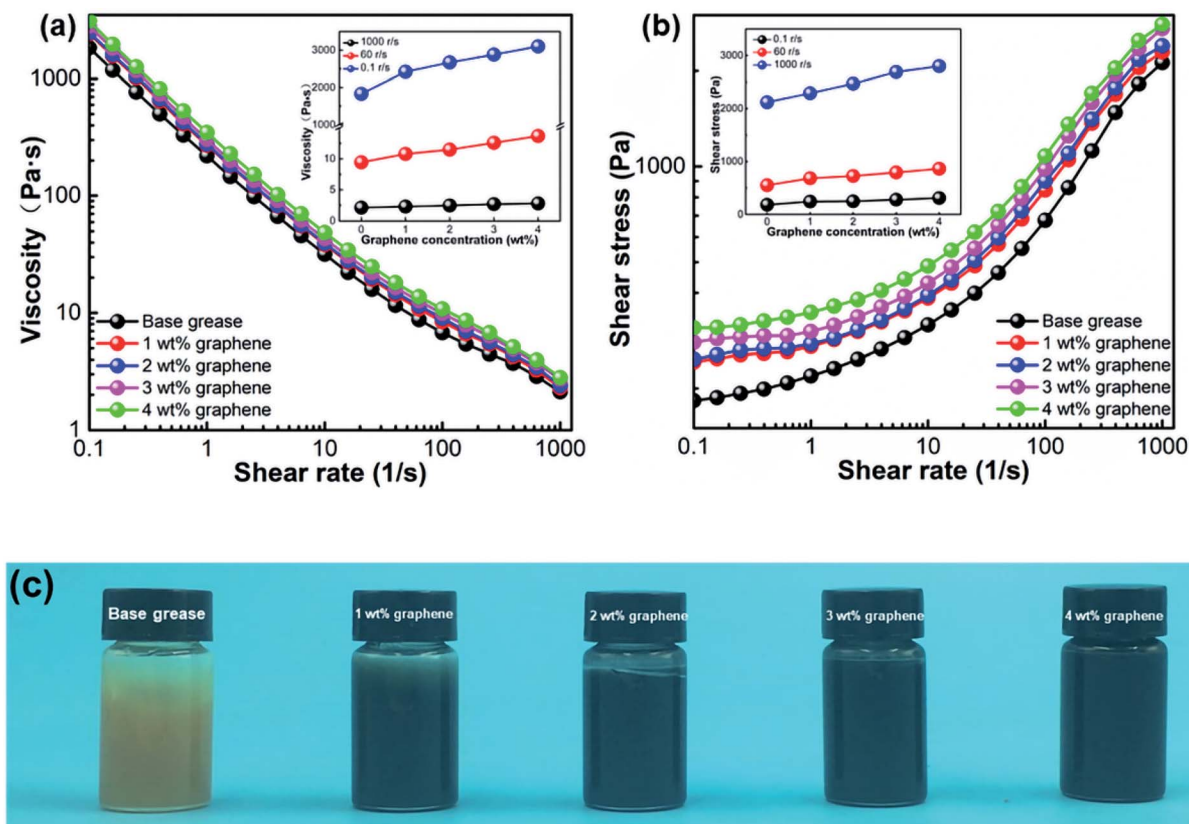 (a)
Viscosity（Pa·s）
1000
100
10
1
0.1
1
10
100
1000
Shear rate (1/s)
Base grease
1 wt% graphene
2 wt% graphene
3 wt% graphene
4 wt% graphene
1000 r/s
60 r/s
0.1 r/s
Viscosity（Pa•s）
3000
2000
1000
10
5
0
0
1
2
3
4
Graphene concentration (wt%)
(b)
Shear stress (Pa)
1000
0.1
1
10
100
1000
Shear rate (1/s)
Base grease
1 wt% graphene
2 wt% graphene
3 wt% graphene
4 wt% graphene
0.1 r/s
60 r/s
1000 r/s
Shear stress (Pa)
3000
2000
1000
0
0
1
2
3
4
Graphene concentration (wt%)
(c)
Base grease
1 wt% graphene
2 wt% graphene
3 wt% graphene
4 wt% graphene